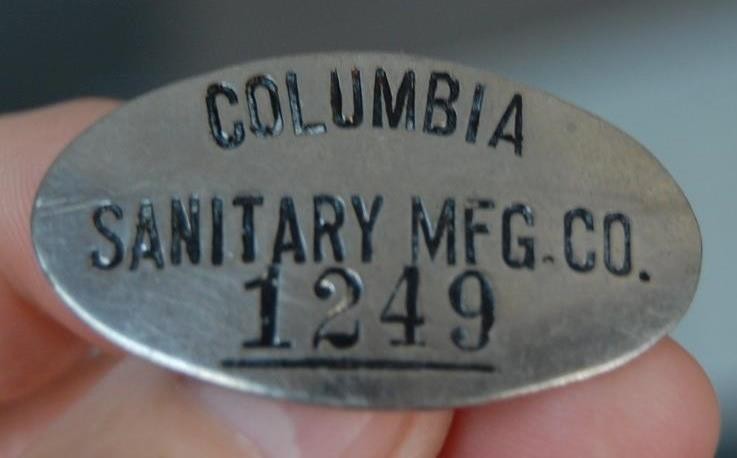 COLUMBIA
SANITARY MFG. CO.
1249